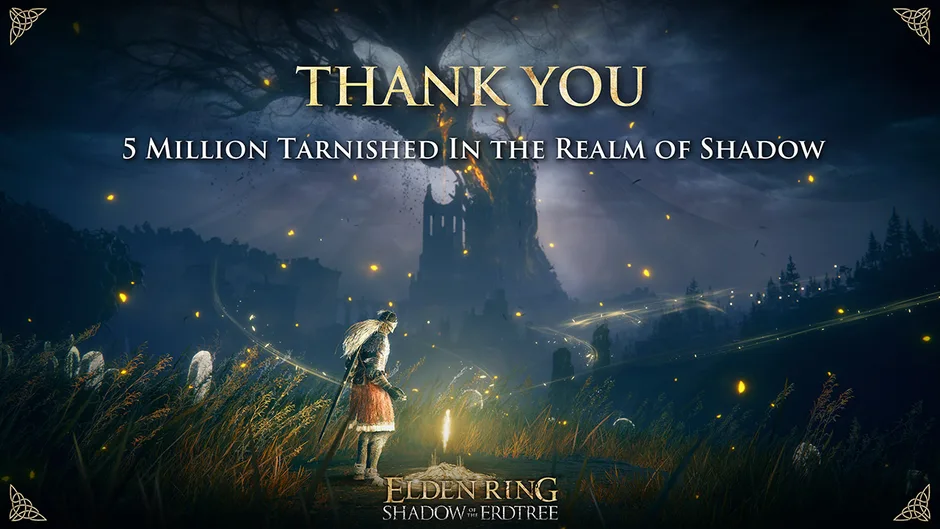 THANK YOU
5 MILLION TARNISHED IN THE REALM OF SHADOW
ELDEN RING
SHADOW OF THE ERDTREE